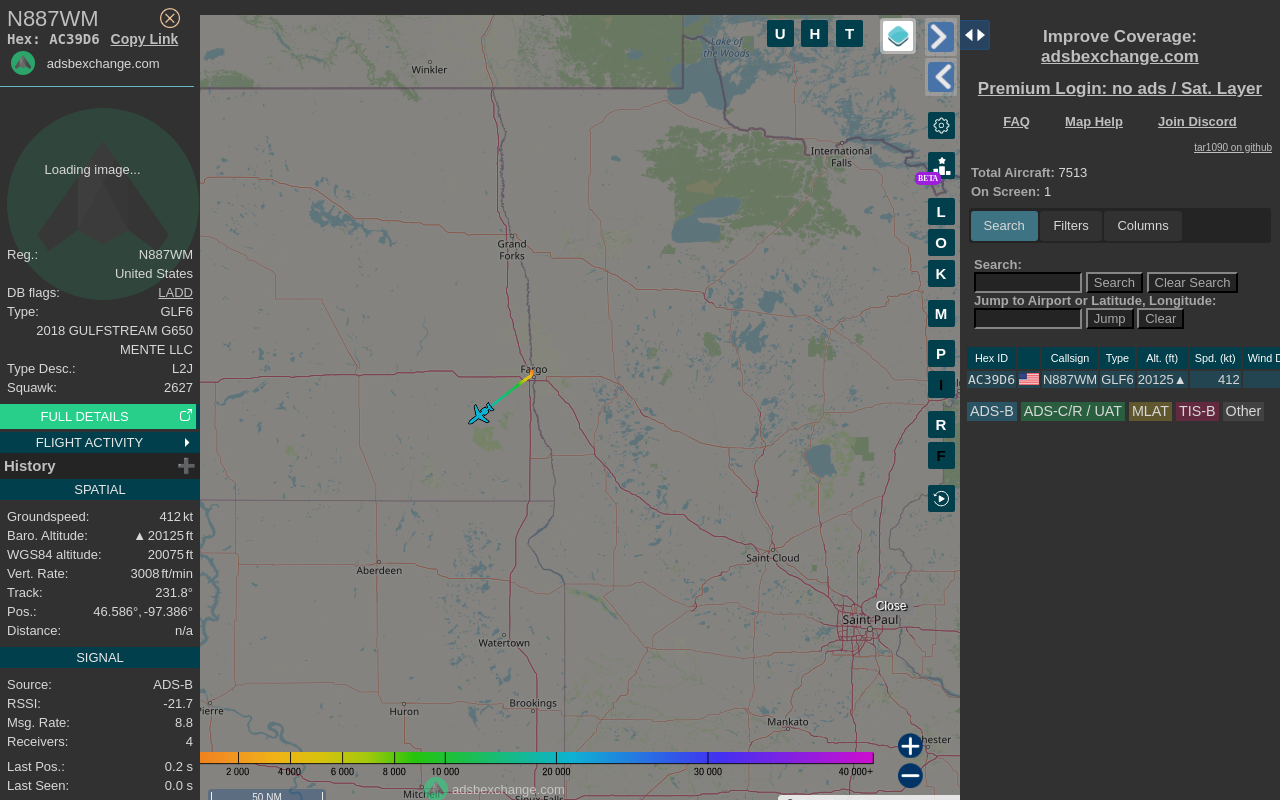 N887WM
Hex: AC39D6 Copy Link
adsbexchange.com
Loading image...
Reg.: N887WM
United States
DB flags: LADD
Type: GLF6
2018 GULFSTREAM G650
MENTE LLC
Type Desc.: L2J
Squawk: 2627
FULL DETAILS
FLIGHT ACTIVITY
History
SPATIAL
Groundspeed: 412 kt
Baro. Altitude: ▲ 20125 ft
WGS84 altitude: 20075 ft
Vert. Rate: 3008 ft/min
Track: 231.8°
Pos.: 46.586°, -97.386°
Distance: n/a
SIGNAL
Source: ADS-B
RSSI: -21.7
Msg. Rate: 8.8
Receivers: 4
Last Pos.: 0.2 s
Last Seen: 0.0 s
U H T
Lake of
the Woods
Winkler
International
Falls
BETA
Grand
Forks
L
O
K
M
P
I
R
F
Fargo
Saint Cloud
Aberdeen
Close
Saint Paul
Watertown
Pierre
Huron
Brookings
Mankato
hester
2 000 4 000 6 000 8 000 10 000 20 000 30 000 40 000+
Mitchell
adsbexchange.com
Sioux Falls
50 NM
Improve Coverage:
adsbexchange.com
Premium Login: no ads / Sat. Layer
FAQ Map Help Join Discord
tar1090 on github
Total Aircraft: 7513
On Screen: 1
Search Filters Columns
Search:
Search Clear Search
Jump to Airport or Latitude, Longitude:
Jump Clear
Hex ID Callsign Type Alt. (ft) Spd. (kt) Wind D
AC39D6 N887WM GLF6 20125▲ 412
ADS-B ADS-C/R / UAT MLAT TIS-B Other